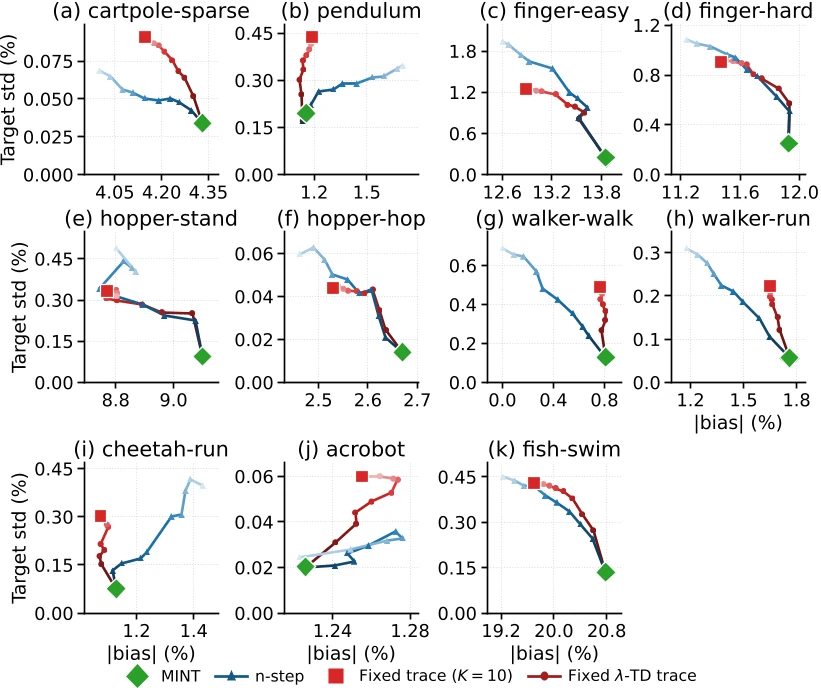 (a) cartpole-sparse
(b) pendulum
(c) finger-easy
(d) finger-hard
Target std (%)
0.075
0.050
0.025
0.000
4.05 4.20 4.35
0.45
0.30
0.15
0.00
1.2 1.5
1.8
1.2
0.6
0.0
12.6 13.2 13.8
1.2
0.8
0.4
0.0
11.2 11.6 12.0
(e) hopper-stand
(f) hopper-hop
(g) walker-walk
(h) walker-run
Target std (%)
0.45
0.30
0.15
0.00
8.8 9.0
0.06
0.04
0.02
0.00
2.5 2.6 2.7
0.6
0.4
0.2
0.0
0.0 0.4 0.8
0.3
0.2
0.1
0.0
1.2 1.5 1.8
|bias| (%)
(i) cheetah-run
(j) acrobot
(k) fish-swim
Target std (%)
0.45
0.30
0.15
0.00
1.2 1.4
|bias| (%)
0.06
0.04
0.02
0.00
1.24 1.28
|bias| (%)
0.45
0.30
0.15
0.00
19.2 20.0 20.8
|bias| (%)
MINT n-step Fixed trace (K = 10) Fixed λ-TD trace